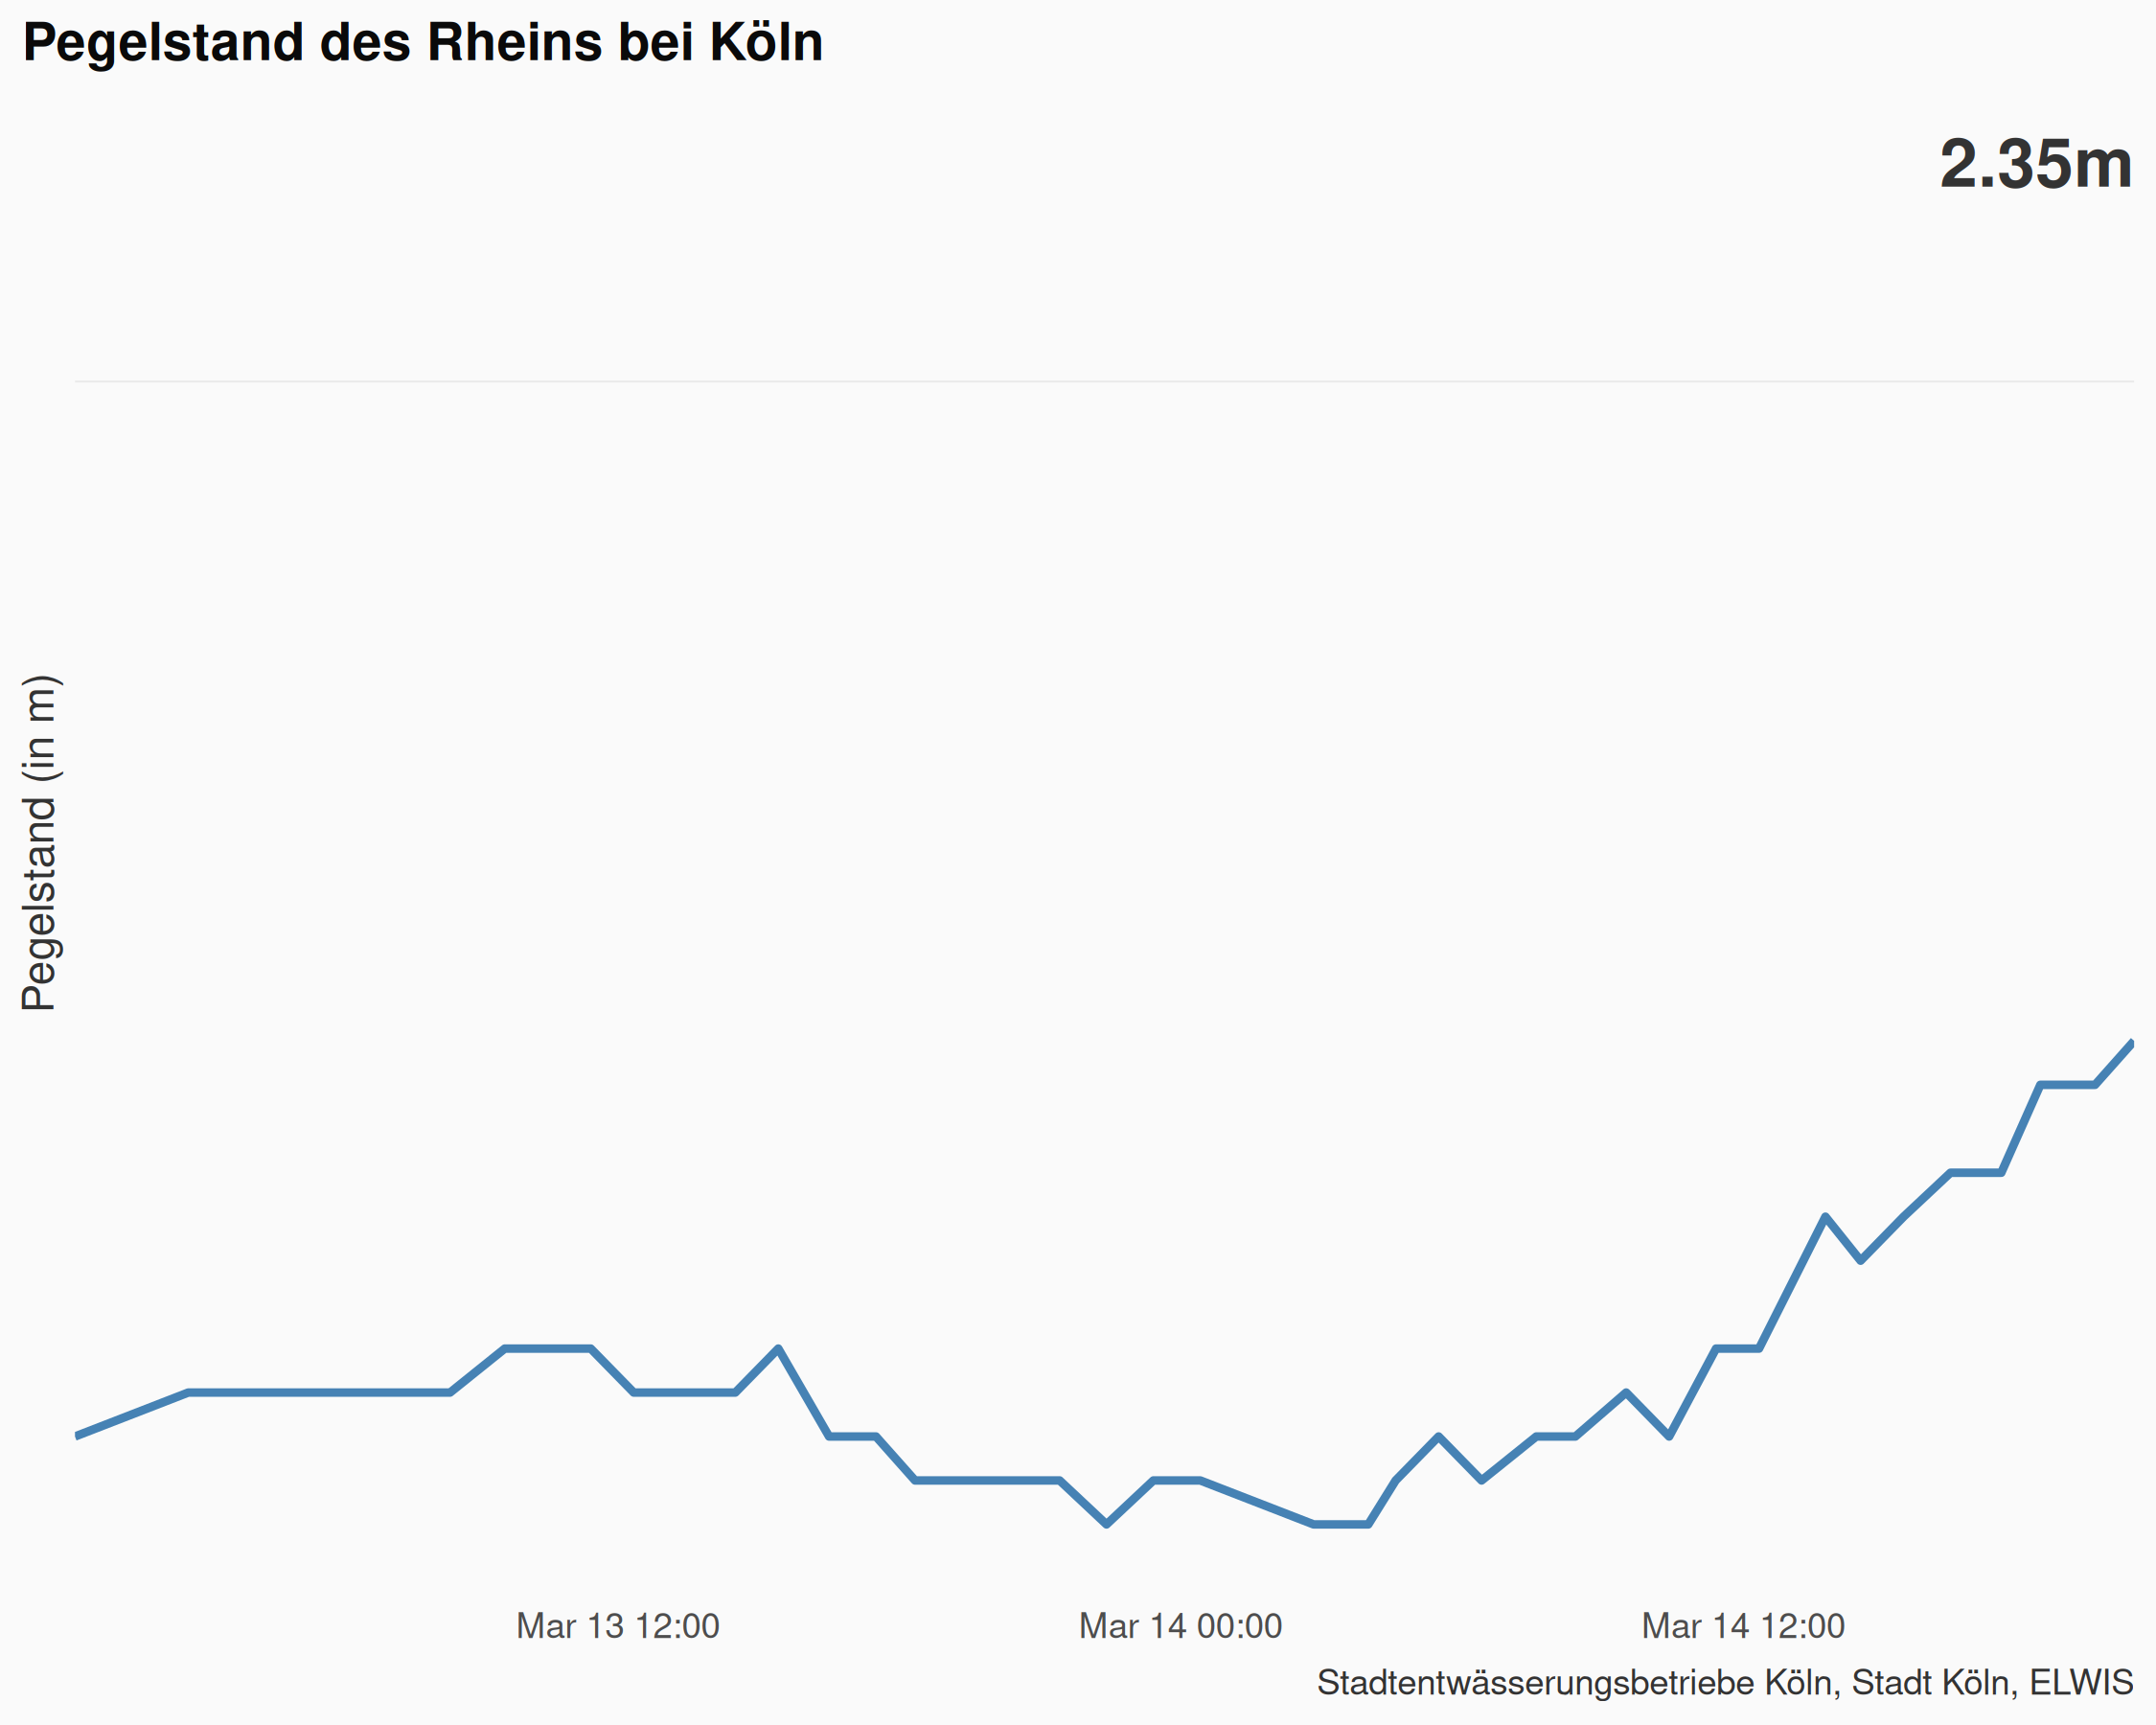 Pegelstand des Rheins bei Köln
2.35m
Pegelstand (in m)
Mar 13 12:00
Mar 14 00:00
Mar 14 12:00
Stadtentwässerungsbetriebe Köln, Stadt Köln, ELWIS